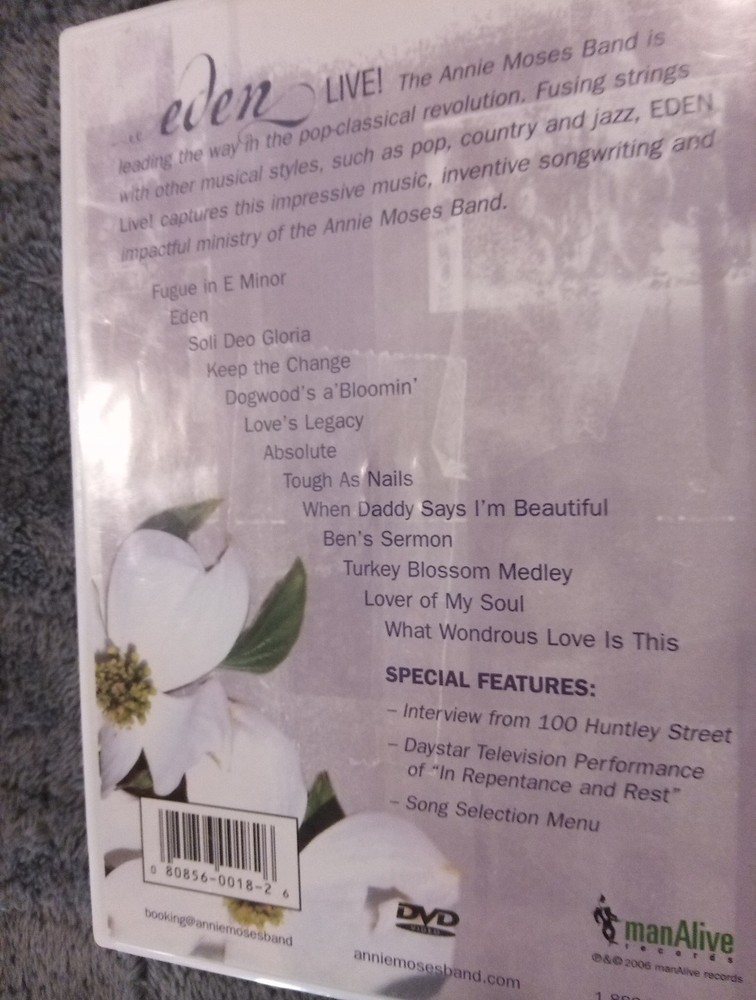 eden LIVE! The Annie Moses Band is
leading the way in the pop-classical revolution. Fusing strings
with other musical styles, such as pop, country and jazz, EDEN
Live! captures this impressive music, inventive songwriting and
impactful ministry of the Annie Moses Band.
Fugue in E Minor
Eden
Soli Deo Gloria
Keep the Change
Dogwood's a'Bloomin'
Love's Legacy
Absolute
Tough As Nails
When Daddy Says I'm Beautiful
Ben's Sermon
Turkey Blossom Medley
Lover of My Soul
What Wondrous Love Is This
SPECIAL FEATURES:
– Interview from 100 Huntley Street
– Daystar Television Performance
of "In Repentance and Rest"
– Song Selection Menu
0 80856-0018-2 6
booking@anniemosesband
anniemosesband.com
DVD
VIDEO
manAlive
records
℗&© 2006 manAlive records